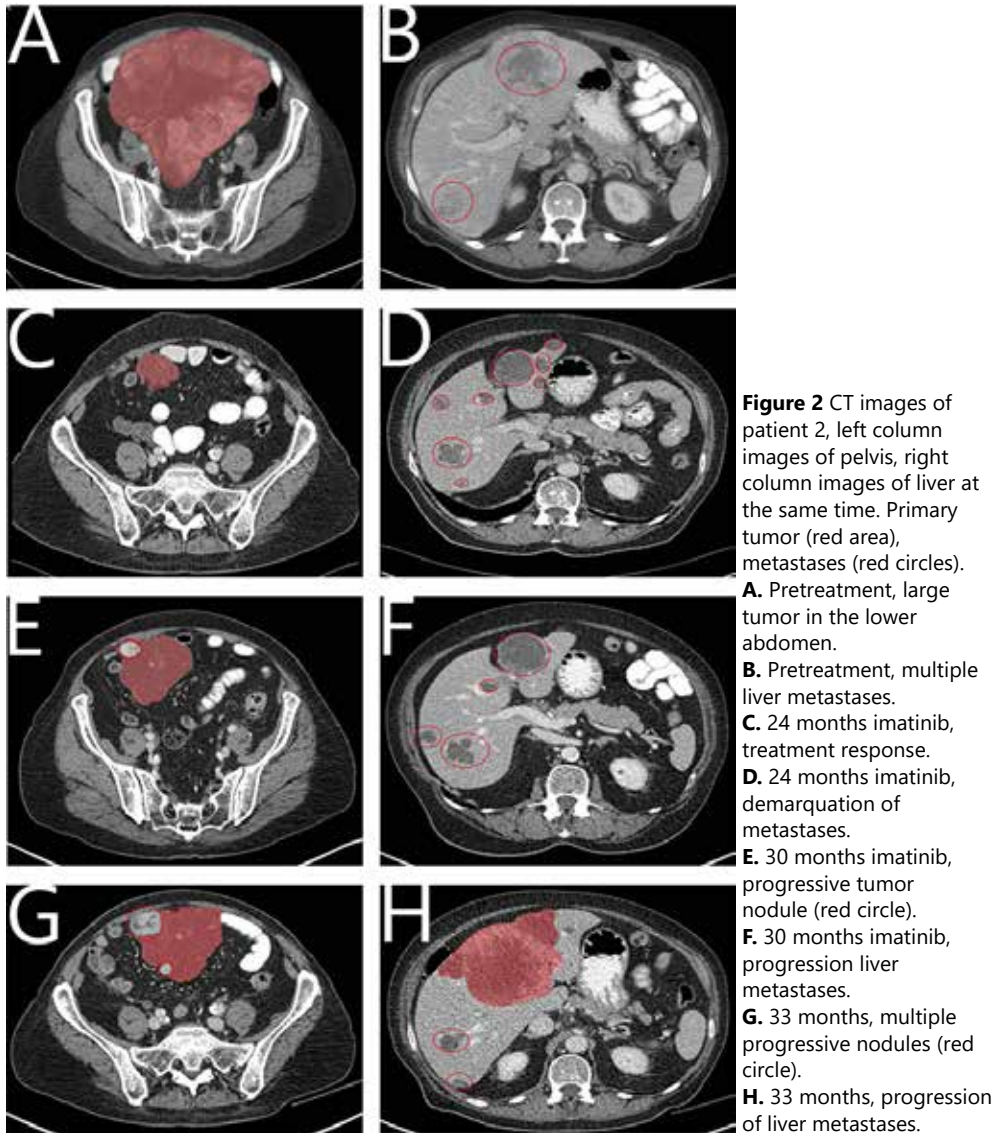 A
B
C
D
E
F
G
H
Figure 2 CT images of
patient 2, left column
images of pelvis, right
column images of liver at
the same time. Primary
tumor (red area),
metastases (red circles).
A. Pretreatment, large
tumor in the lower
abdomen.
B. Pretreatment, multiple
liver metastases.
C. 24 months imatinib,
treatment response.
D. 24 months imatinib,
demarquation of
metastases.
E. 30 months imatinib,
progressive tumor
nodule (red circle).
F. 30 months imatinib,
progression liver
metastases.
G. 33 months, multiple
progressive nodules (red
circle).
H. 33 months, progression
of liver metastases.